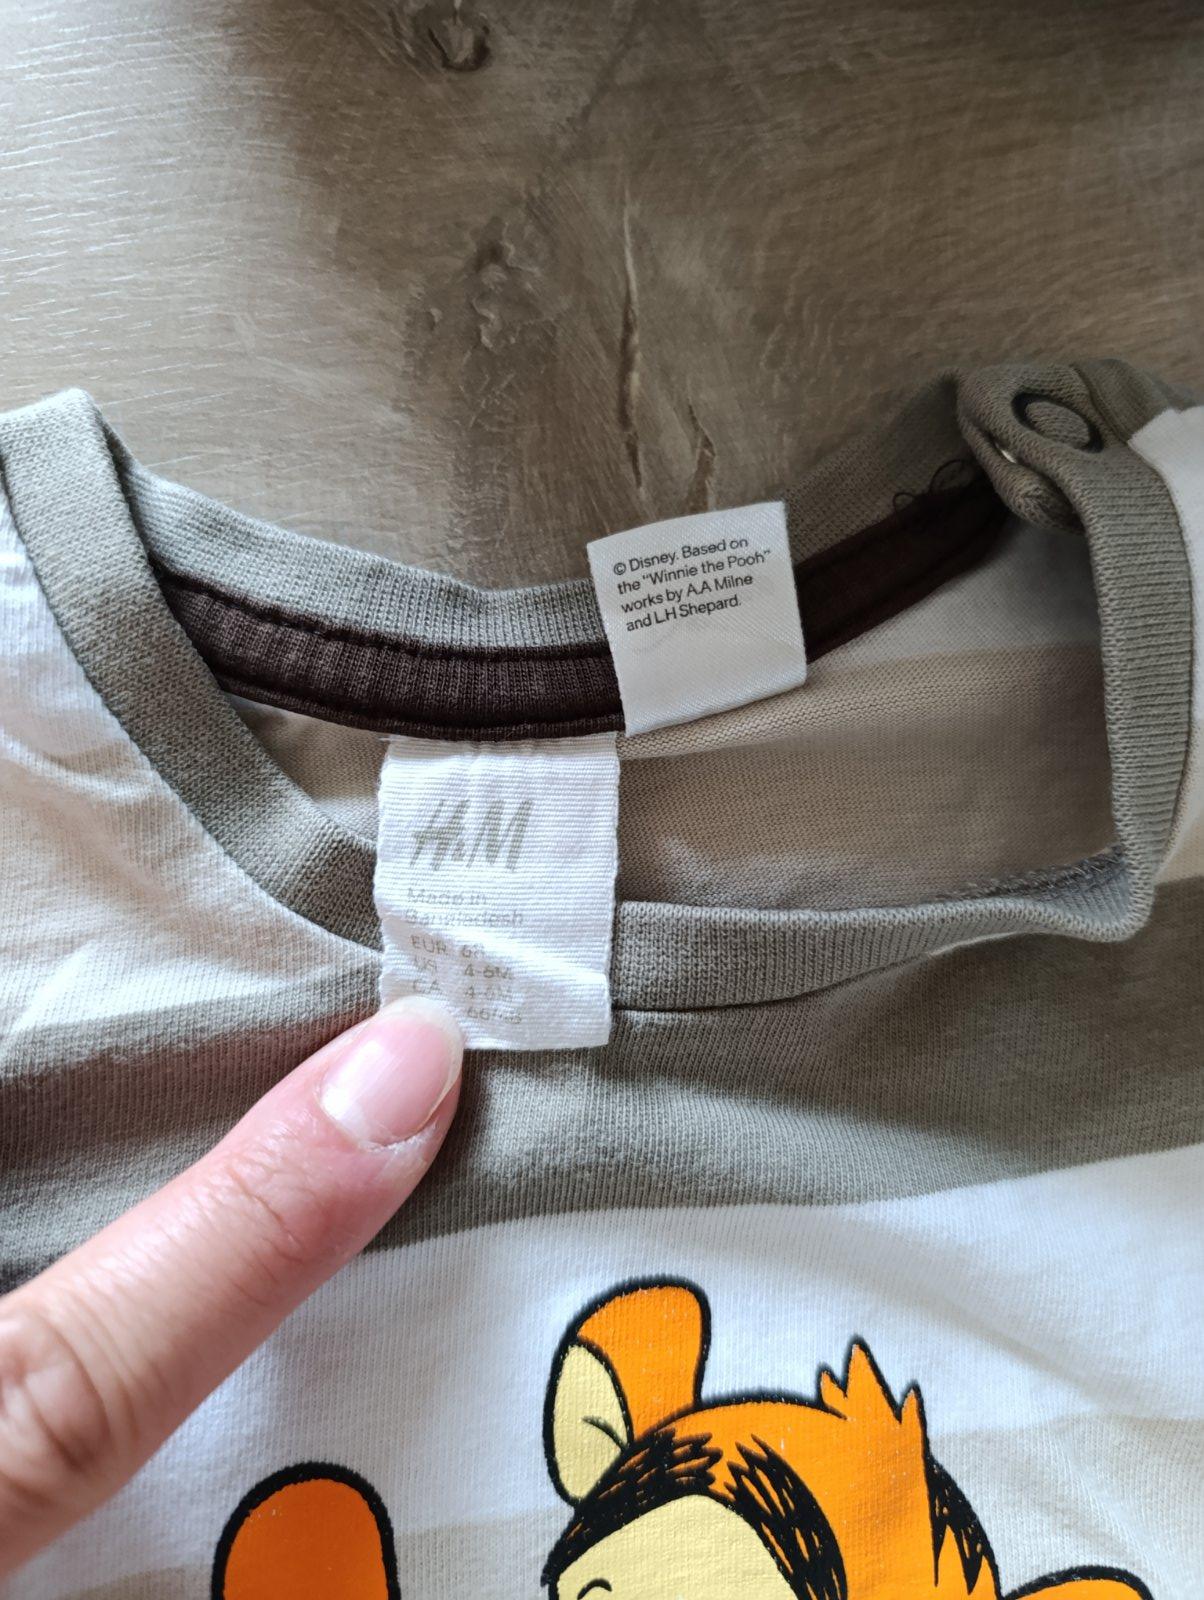 © Disney. Based on
the "Winnie the Pooh"
works by A.A Milne
and E.H Shepard.
H&M
Made in
Bangladesh
EUR
US 4-6M
CA 4-6M